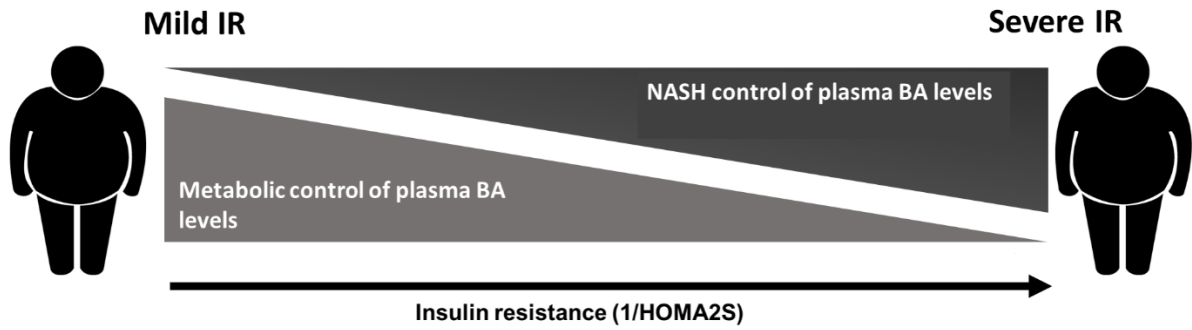 Mild IR
Severe IR
NASH control of plasma BA levels
Metabolic control of plasma BA
levels
Insulin resistance (1/HOMA2S)